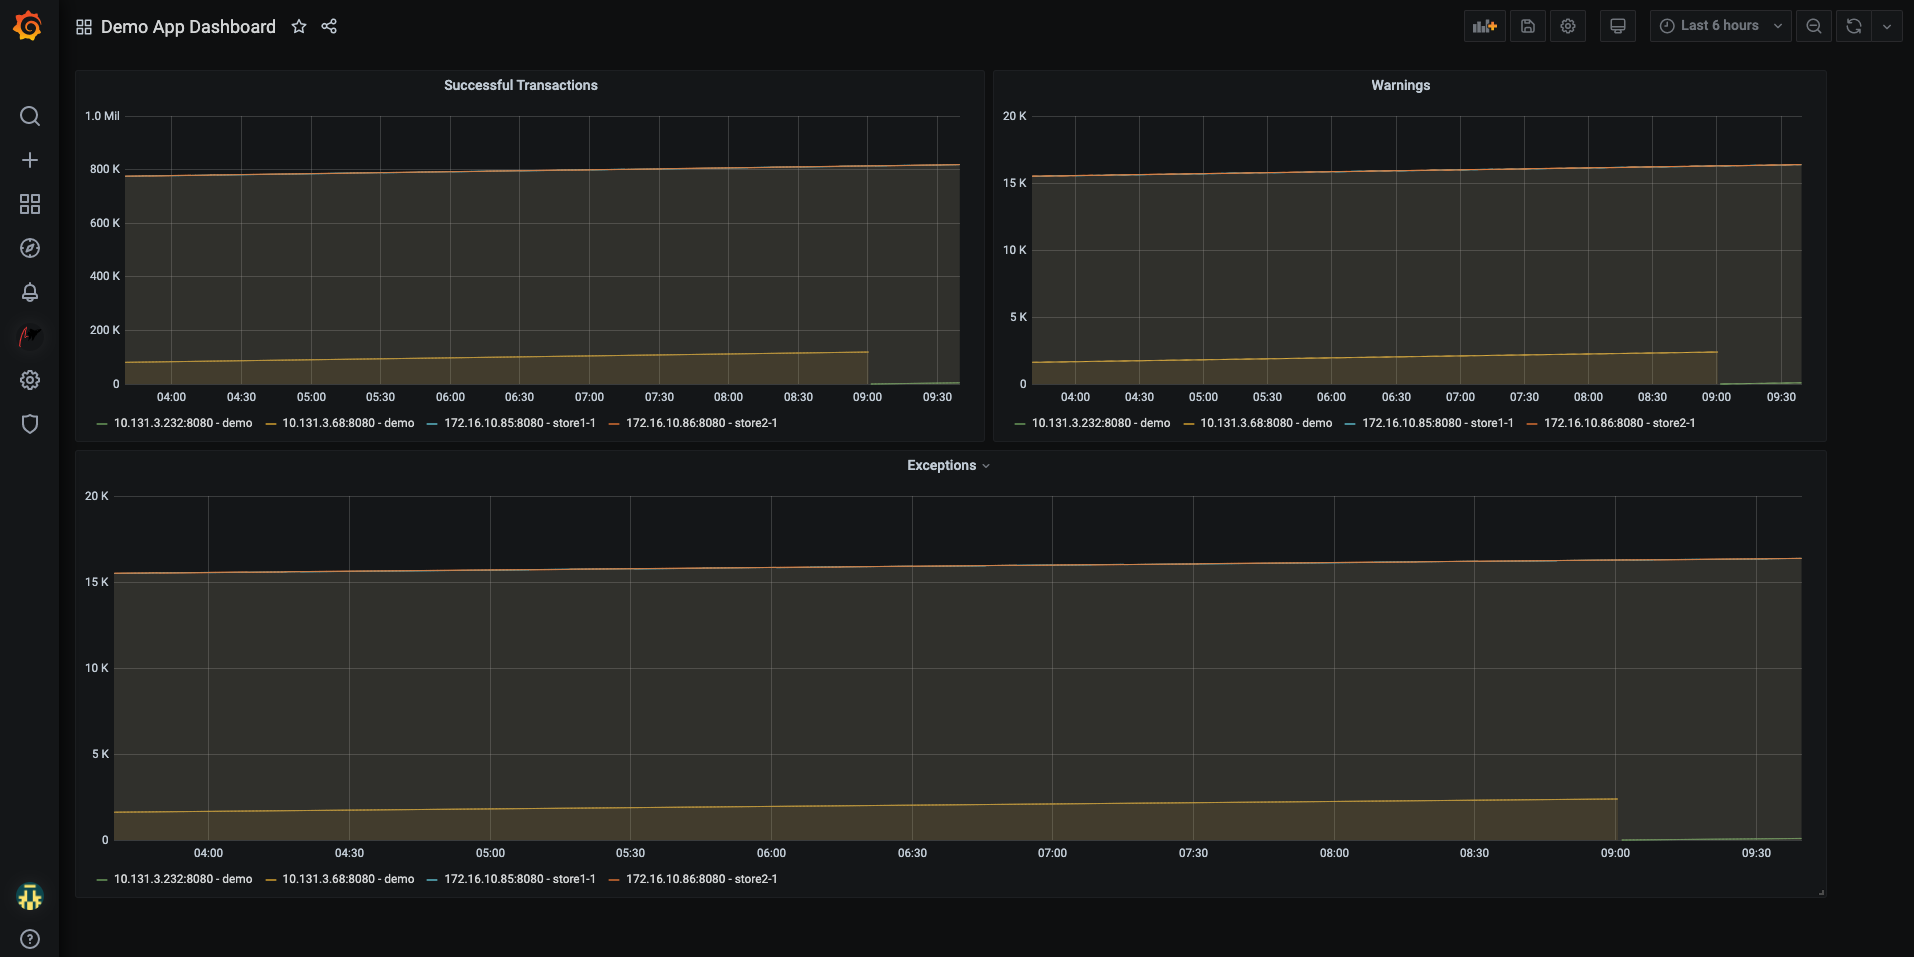 Demo App Dashboard
Last 6 hours
Successful Transactions
1.0 Mil
800 K
600 K
400 K
200 K
0
04:00 04:30 05:00 05:30 06:00 06:30 07:00 07:30 08:00 08:30 09:00 09:30
10.131.3.232:8080 - demo 10.131.3.68:8080 - demo 172.16.10.85:8080 - store1-1 172.16.10.86:8080 - store2-1
Warnings
20 K
15 K
10 K
5 K
0
04:00 04:30 05:00 05:30 06:00 06:30 07:00 07:30 08:00 08:30 09:00 09:30
10.131.3.232:8080 - demo 10.131.3.68:8080 - demo 172.16.10.85:8080 - store1-1 172.16.10.86:8080 - store2-1
Exceptions
20 K
15 K
10 K
5 K
0
04:00 04:30 05:00 05:30 06:00 06:30 07:00 07:30 08:00 08:30 09:00 09:30
10.131.3.232:8080 - demo 10.131.3.68:8080 - demo 172.16.10.85:8080 - store1-1 172.16.10.86:8080 - store2-1